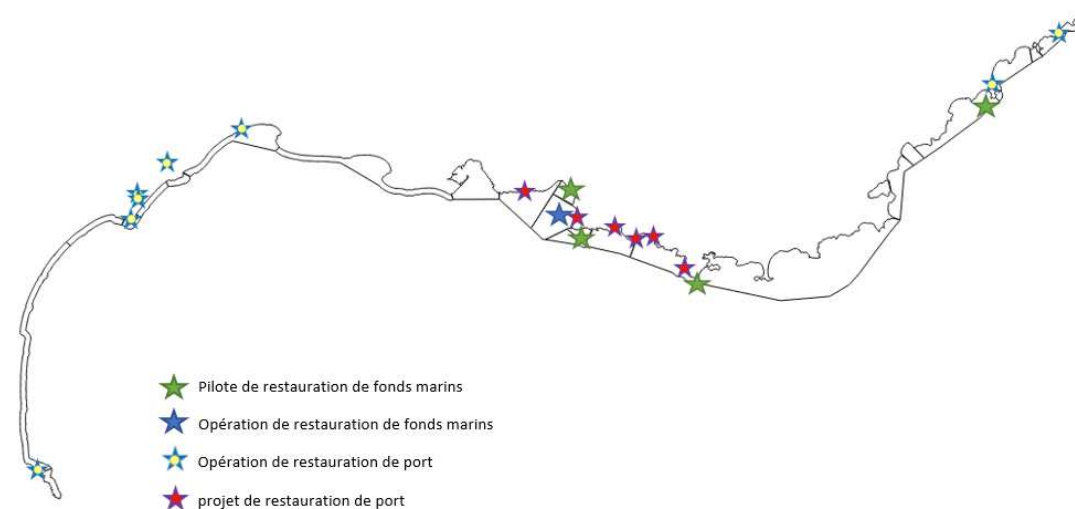 Pilote de restauration de fonds marins
Opération de restauration de fonds marins
Opération de restauration de port
projet de restauration de port